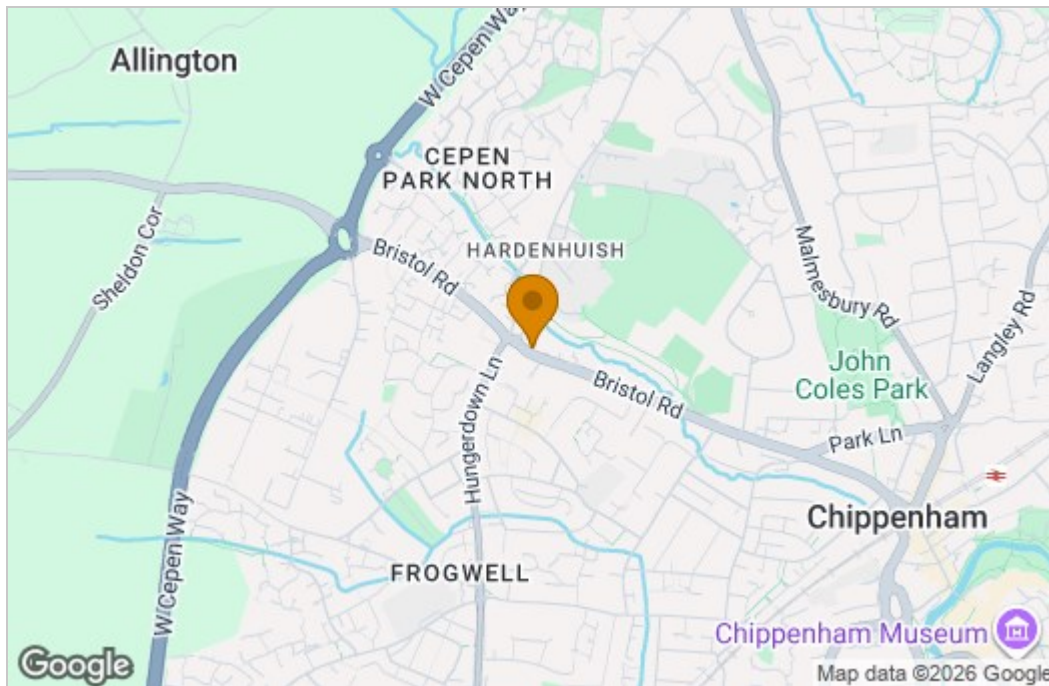 Allington
W Cepen Way
CEPEN
PARK NORTH
HARDENHUISH
Sheldon Cor
Bristol Rd
Malmesbury Rd
Langley Rd
John
Coles Park
Hungerdown Ln
Bristol Rd
Park Ln
Chippenham
W Cepen Way
FROGWELL
Chippenham Museum
Google
Map data ©2026 Google